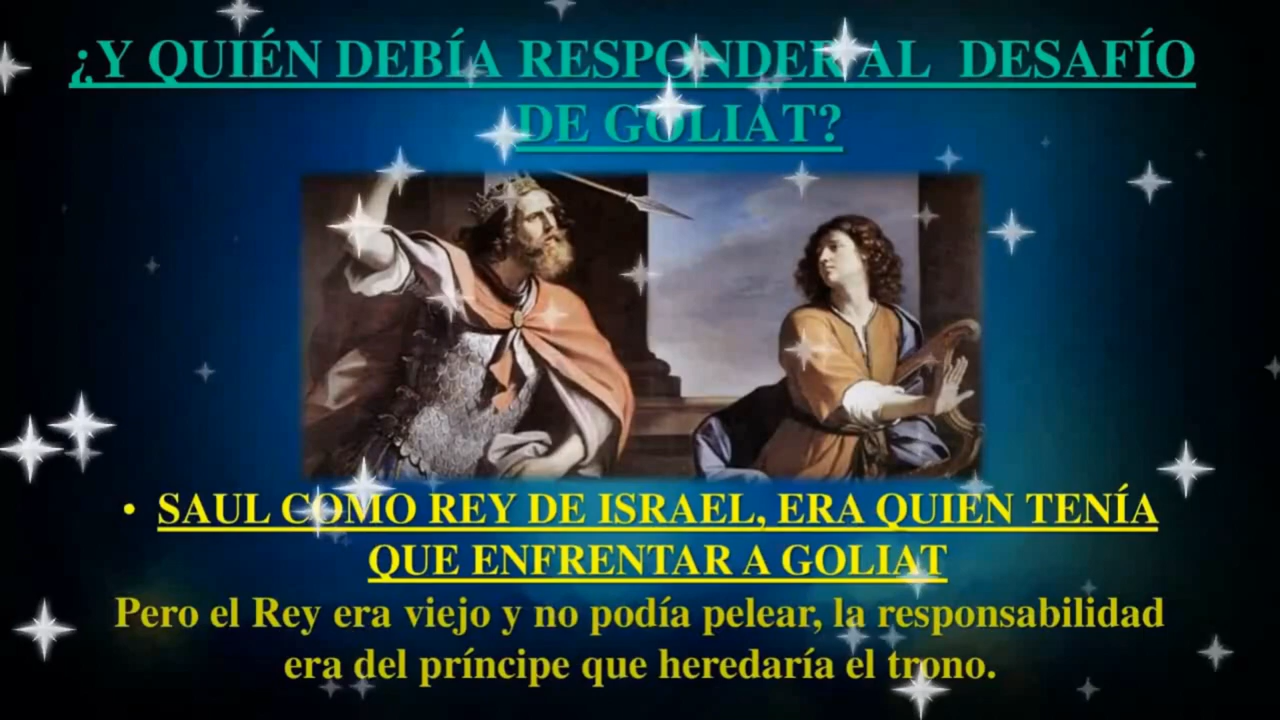 ¿Y QUIÉN DEBÍA RESPONDER AL DESAFÍO
DE GOLIAT?
• SAUL COMO REY DE ISRAEL, ERA QUIEN TENÍA
QUE ENFRENTAR A GOLIAT
Pero el Rey era viejo y no podía pelear, la responsabilidad
era del príncipe que heredaría el trono.